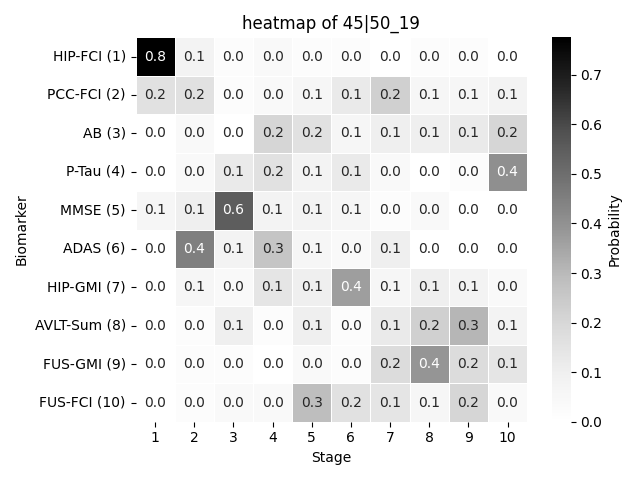 heatmap of 45|50_19
HIP-FCI (1) 0.8 0.1 0.0 0.0 0.0 0.0 0.0 0.0 0.0 0.0
PCC-FCI (2) 0.2 0.2 0.0 0.0 0.1 0.1 0.2 0.1 0.1 0.1
AB (3) 0.0 0.0 0.0 0.2 0.2 0.1 0.1 0.1 0.1 0.2
P-Tau (4) 0.0 0.0 0.1 0.2 0.1 0.1 0.0 0.0 0.0 0.4
MMSE (5) 0.1 0.1 0.6 0.1 0.1 0.1 0.0 0.0 0.0 0.0
ADAS (6) 0.0 0.4 0.1 0.3 0.1 0.0 0.1 0.0 0.0 0.0
HIP-GMI (7) 0.0 0.1 0.0 0.1 0.1 0.4 0.1 0.1 0.1 0.0
AVLT-Sum (8) 0.0 0.0 0.1 0.0 0.1 0.0 0.1 0.2 0.3 0.1
FUS-GMI (9) 0.0 0.0 0.0 0.0 0.0 0.0 0.2 0.4 0.2 0.1
FUS-FCI (10) 0.0 0.0 0.0 0.0 0.3 0.2 0.1 0.1 0.2 0.0
1 2 3 4 5 6 7 8 9 10
Stage
Biomarker
0.7
0.6
0.5
0.4
0.3
0.2
0.1
0.0
Probability